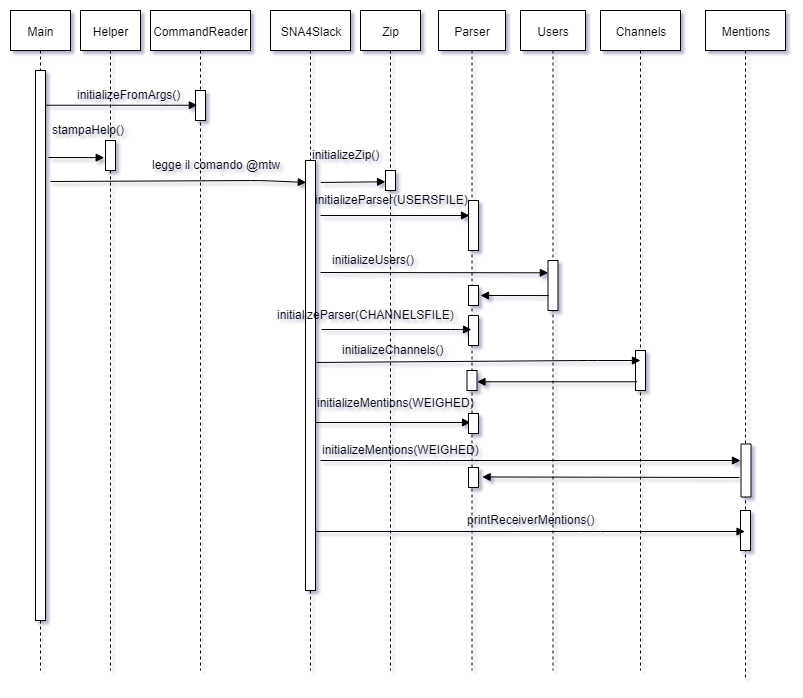 Main
Helper
CommandReader
SNA4Slack
Zip
Parser
Users
Channels
Mentions
initializeFromArgs()
stampaHelp()
legge il comando @mtw
initializeZip()
initializeParser(USERSFILE)
initializeUsers()
initializeParser(CHANNELSFILE)
initializeChannels()
initializeMentions(WEIGHED)
initializeMentions(WEIGHED)
printReceiverMentions()